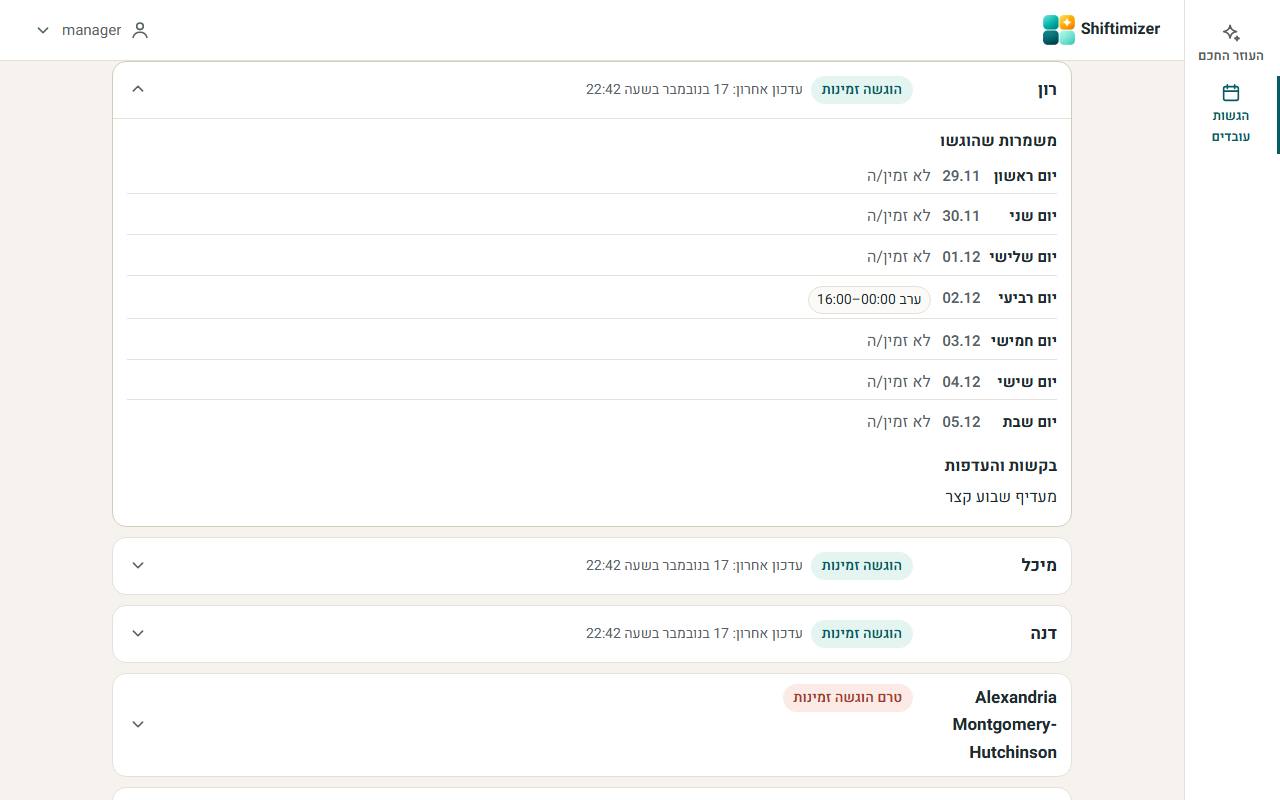 Shiftimizer
manager
העוזר החכם
הגשות
עובדים
רון
הוגשה זמינות
עדכון אחרון: 17 בנובמבר בשעה 22:42
משמרות שהוגשו
יום ראשון 29.11 לא זמין/ה
יום שני 30.11 לא זמין/ה
יום שלישי 01.12 לא זמין/ה
יום רביעי 02.12 ערב 16:00–00:00
יום חמישי 03.12 לא זמין/ה
יום שישי 04.12 לא זמין/ה
יום שבת 05.12 לא זמין/ה
בקשות והעדפות
מעדיף שבוע קצר
מיכל
הוגשה זמינות
עדכון אחרון: 17 בנובמבר בשעה 22:42
דנה
הוגשה זמינות
עדכון אחרון: 17 בנובמבר בשעה 22:42
Alexandria
Montgomery-
Hutchinson
טרם הוגשה זמינות